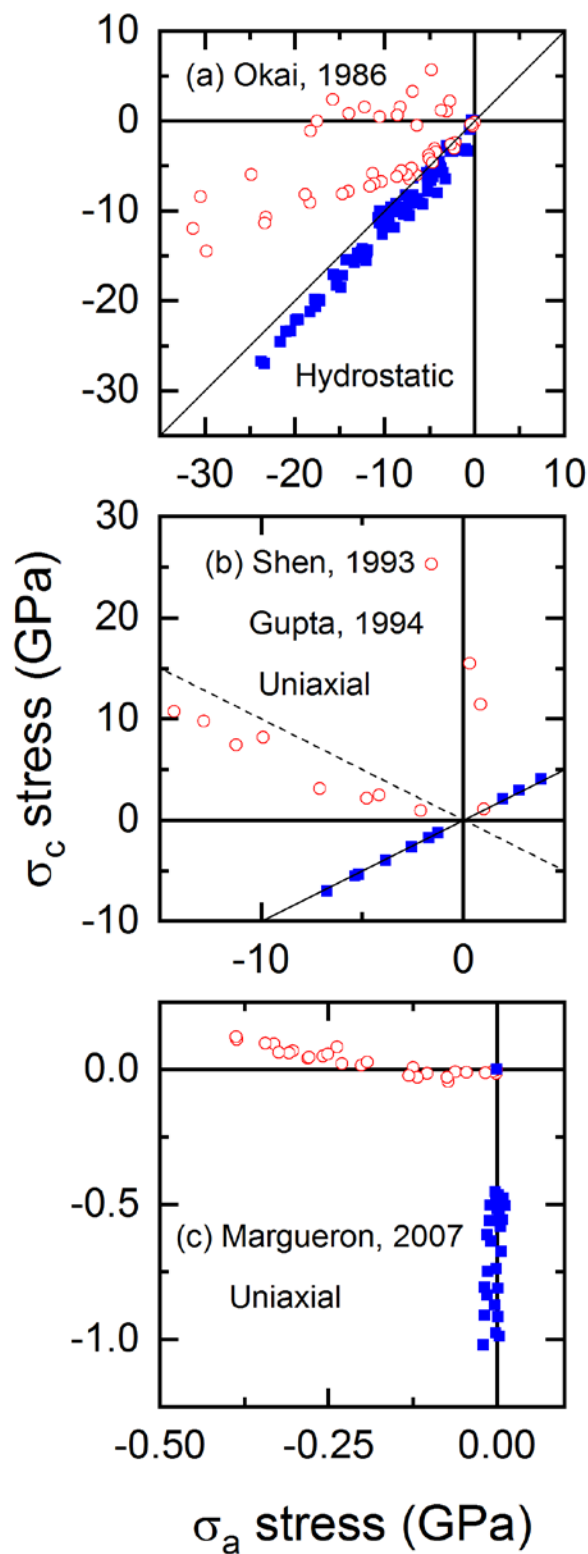 10
(a) Okai, 1986
0
-10
-20
Hydrostatic
-30
-30 -20 -10 0 10
30
(b) Shen, 1993
20
Gupta, 1994
Uniaxial
10
0
-10
-10 0
σc stress (GPa)
0.0
-0.5
(c) Margueron, 2007
Uniaxial
-1.0
-0.50 -0.25 0.00
σa stress (GPa)